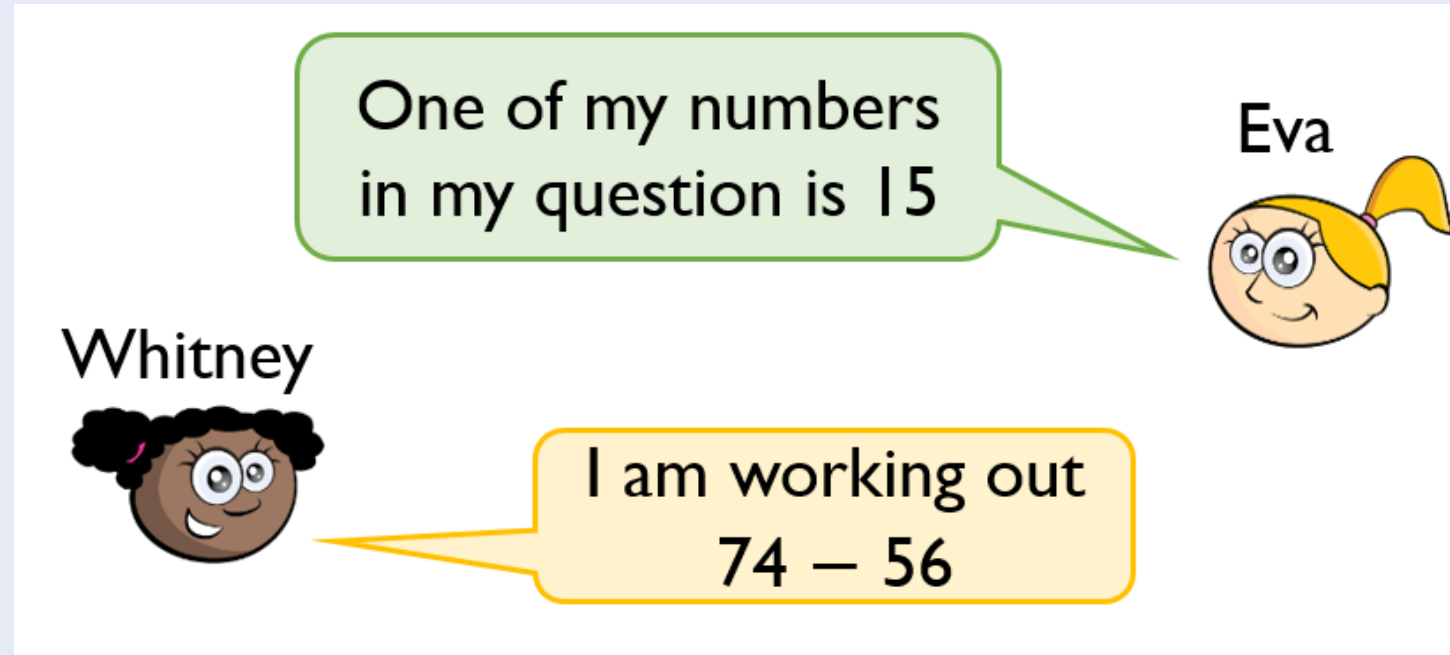 One of my numbers
in my question is 15
Eva
Whitney
I am working out
74 – 56